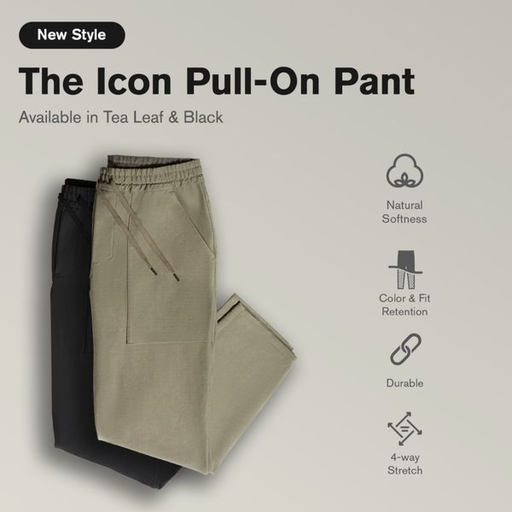 New Style
The Icon Pull-On Pant
Available in Tea Leaf & Black
Natural
Softness
Color & Fit
Retention
Durable
4-way
Stretch